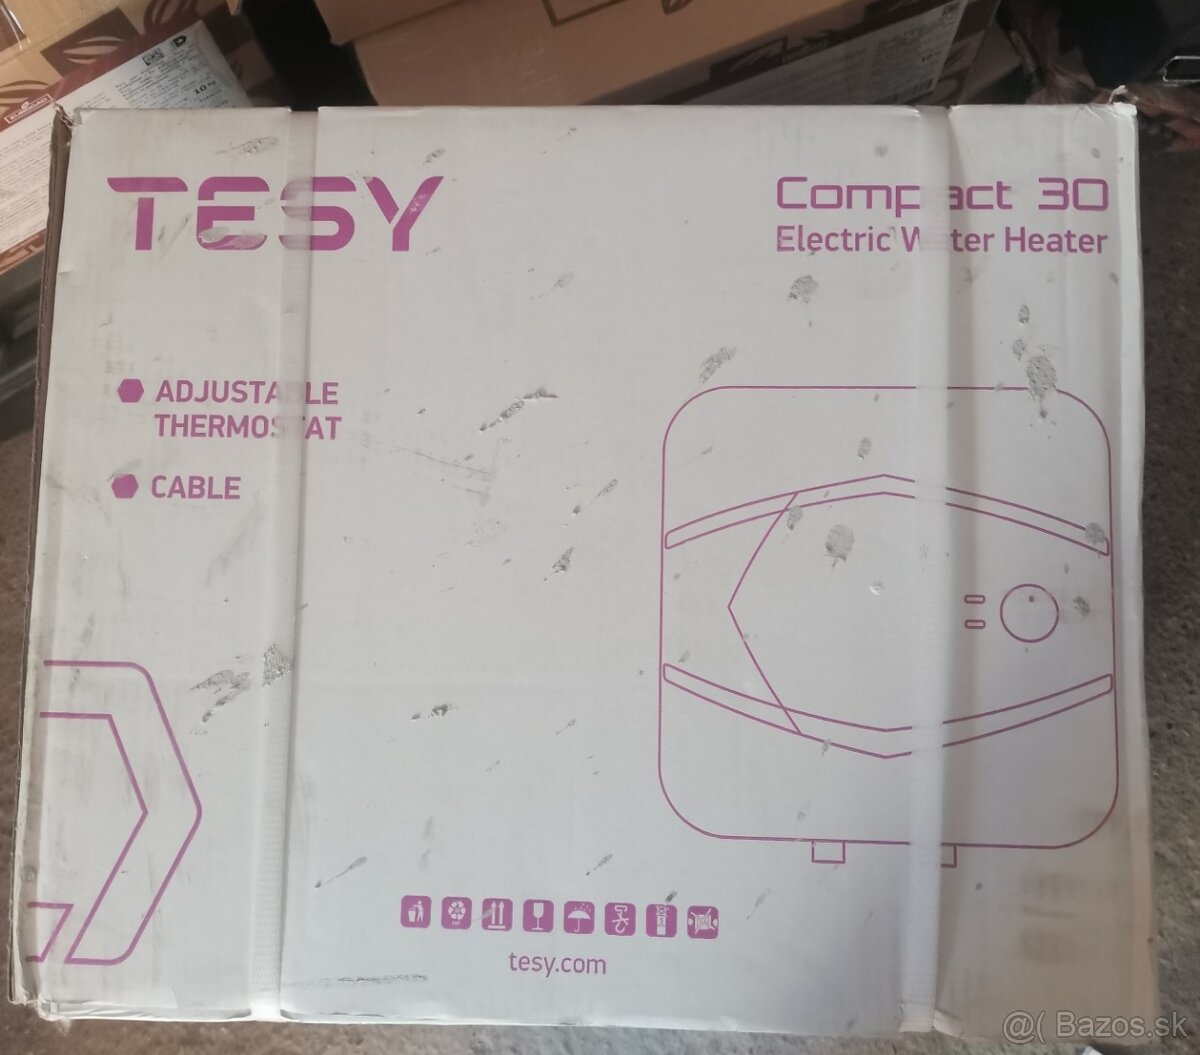 TESY
Compact 30
Electric Water Heater
ADJUSTABLE
THERMOSTAT
CABLE
tesy.com
@( Bazos.sk